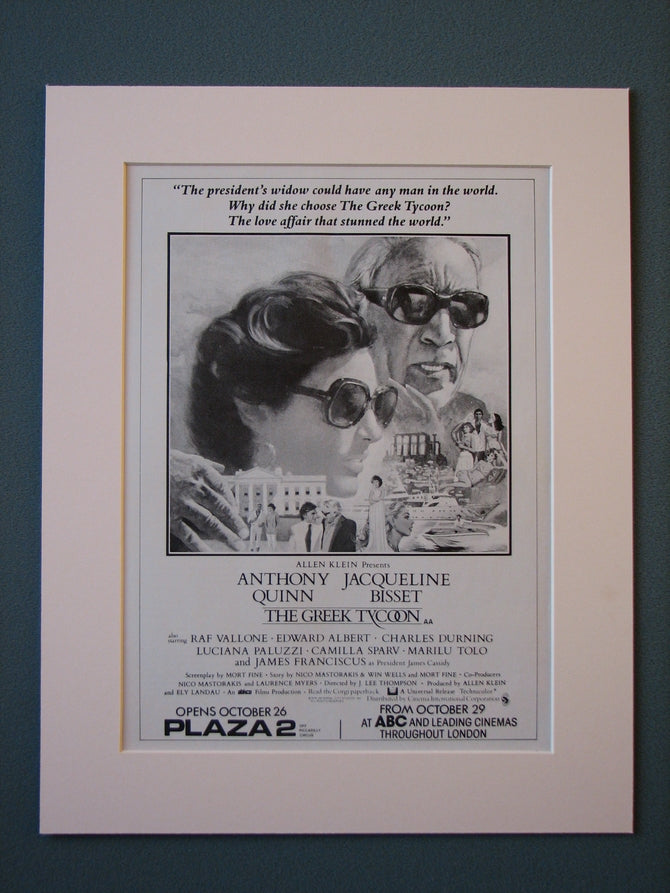 “The president’s widow could have any man in the world.
Why did she choose The Greek Tycoon?
The love affair that stunned the world.”
ALLEN KLEIN Presents
ANTHONY JACQUELINE
QUINN BISSET
THE GREEK TYCOON AA
also starring RAF VALLONE · EDWARD ALBERT · CHARLES DURNING
LUCIANA PALUZZI · CAMILLA SPARV · MARILU TOLO
and JAMES FRANCISCUS as President James Cassidy
Screenplay by MORT FINE · Story by NICO MASTORAKIS & WIN WELLS and MORT FINE · Co-Producers
NICO MASTORAKIS and LAURENCE MYERS · Directed by J. LEE THOMPSON · Produced by ALLEN KLEIN
and ELY LANDAU · An abkco Films Production · Read the Corgi paperback A Universal Release Technicolor®
Distributed by Cinema International Corporation
OPENS OCTOBER 26
PLAZA 2 OFF PICCADILLY CIRCUS
FROM OCTOBER 29
AT ABC AND LEADING CINEMAS
THROUGHOUT LONDON